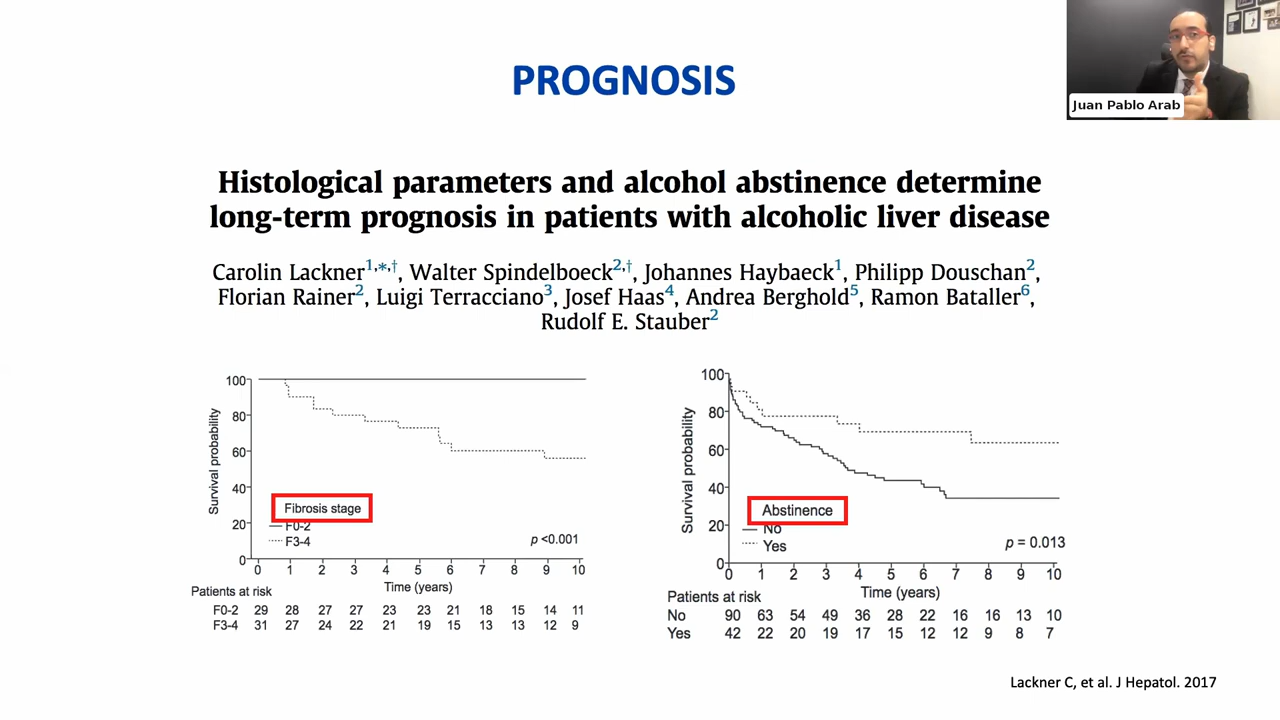 Juan Pablo Arab
PROGNOSIS
Histological parameters and alcohol abstinence determine
long-term prognosis in patients with alcoholic liver disease
Carolin Lackner1,*,†, Walter Spindelboeck2,†, Johannes Haybaeck1, Philipp Douschan2,
Florian Rainer2, Luigi Terracciano3, Josef Haas4, Andrea Berghold5, Ramon Bataller6,
Rudolf E. Stauber2
Survival probability
100
80
60
40
20
0
Fibrosis stage
F0-2
F3-4
p <0.001
0 1 2 3 4 5 6 7 8 9 10
Time (years)
Patients at risk
F0-2 29 28 27 27 23 23 21 18 15 14 11
F3-4 31 27 24 22 21 19 15 13 13 12 9
Survival probability
100
80
60
40
20
0
Abstinence
No
Yes
p = 0.013
0 1 2 3 4 5 6 7 8 9 10
Time (years)
Patients at risk
No 90 63 54 49 36 28 22 16 16 13 10
Yes 42 22 20 19 17 15 12 12 9 8 7
Lackner C, et al. J Hepatol. 2017